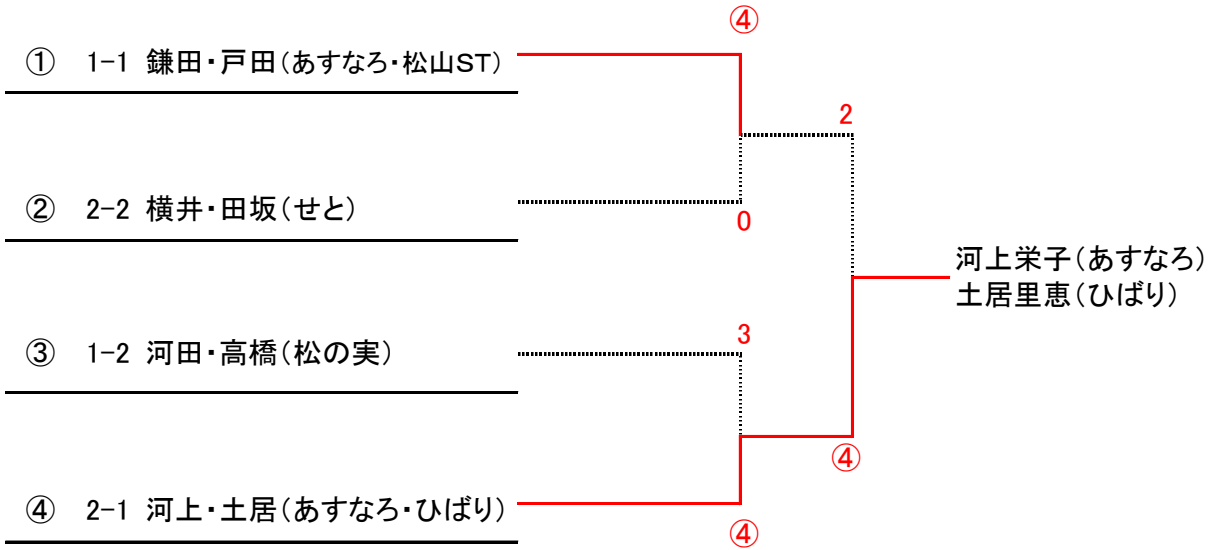 ④
① 1-1 鎌田・戸田(あすなろ・松山ST)
2
② 2-2 横井・田坂(せと)
0
河上栄子(あすなろ)
土居里恵(ひばり)
3
③ 1-2 河田・高橋(松の実)
④
④ 2-1 河上・土居(あすなろ・ひばり)
④